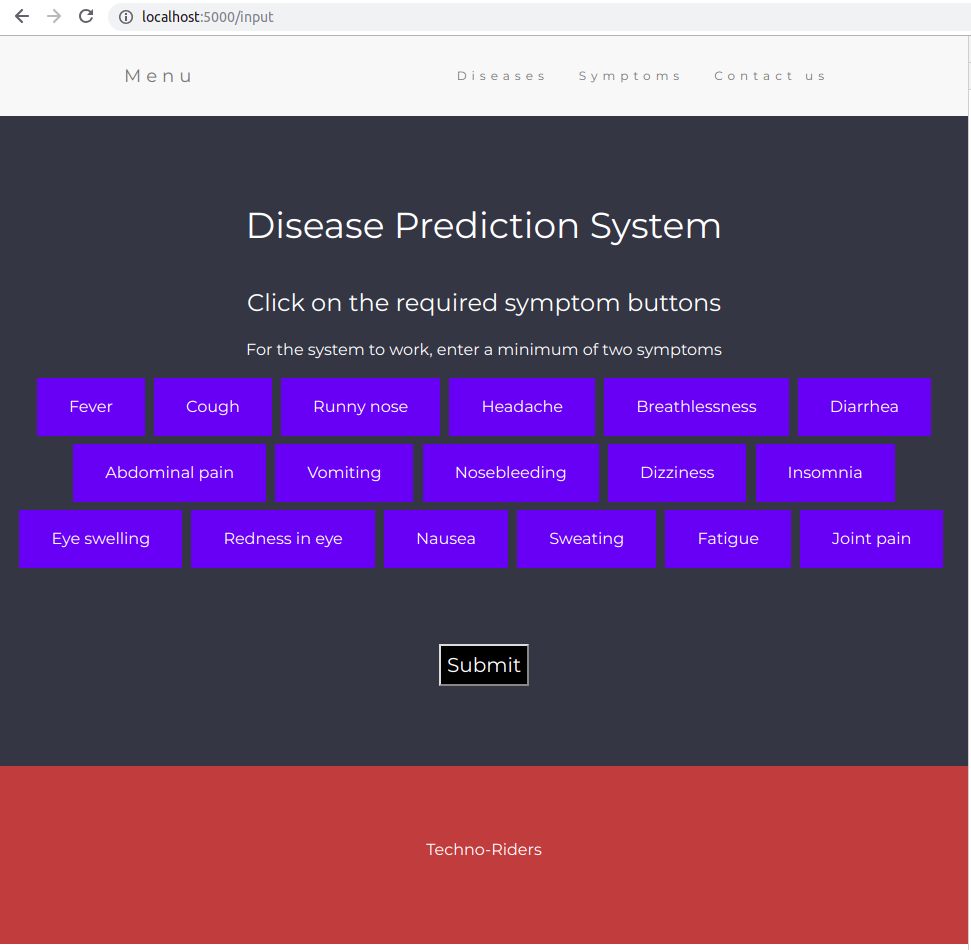 localhost:5000/input
Menu Diseases Symptoms Contact us
Disease Prediction System
Click on the required symptom buttons
For the system to work, enter a minimum of two symptoms
Fever Cough Runny nose Headache Breathlessness Diarrhea
Abdominal pain Vomiting Nosebleeding Dizziness Insomnia
Eye swelling Redness in eye Nausea Sweating Fatigue Joint pain
Submit
Techno-Riders